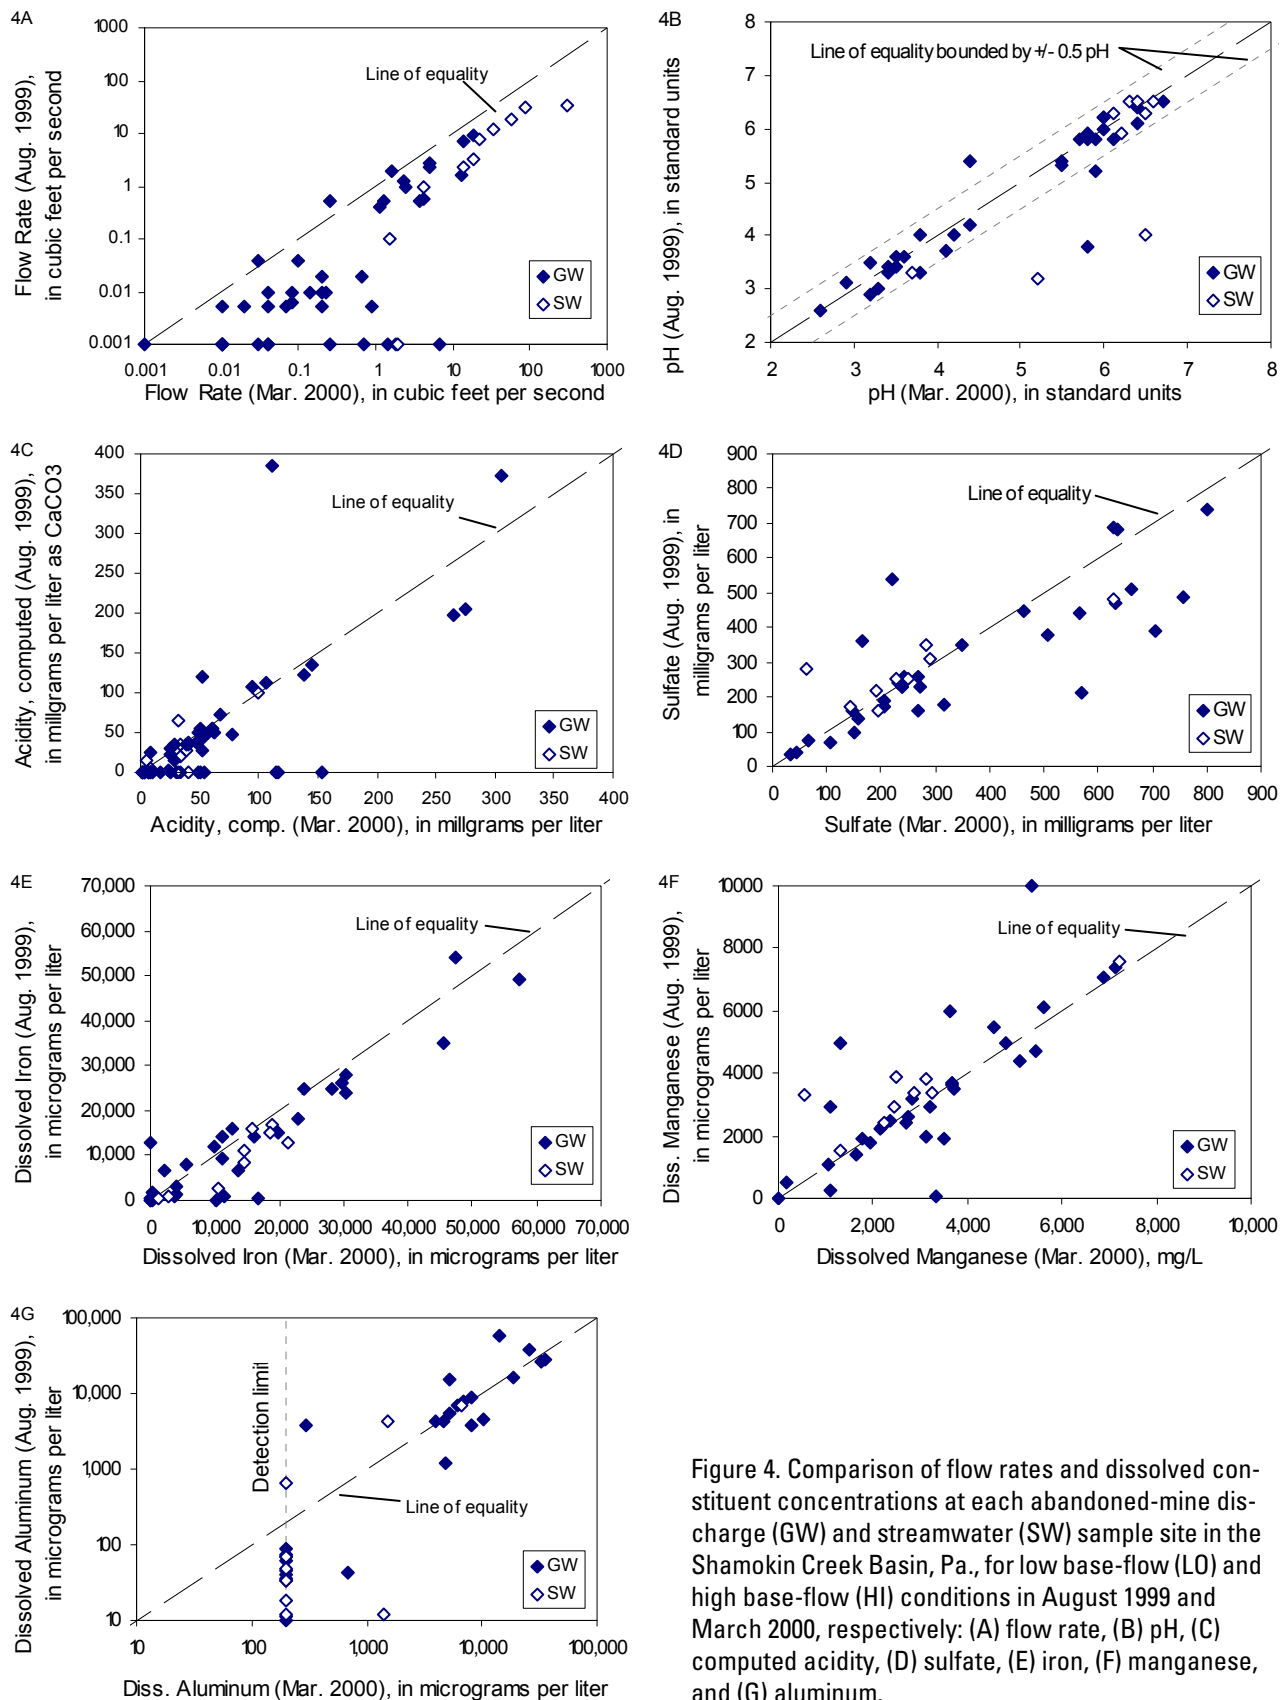 4A
Flow Rate (Aug. 1999),
in cubic feet per second
1000
100
10
1
0.1
0.01
0.001
Line of equality
GW
SW
0.001 0.01 0.1 1 10 100 1000
Flow Rate (Mar. 2000), in cubic feet per second
4B
pH (Aug. 1999), in standard units
8
7
6
5
4
3
2
Line of equality bounded by +/- 0.5 pH
GW
SW
2 3 4 5 6 7 8
pH (Mar. 2000), in standard units
4C
Acidity, computed (Aug. 1999),
in millgrams per liter as CaCO3
400
350
300
250
200
150
100
50
0
Line of equality
GW
SW
0 50 100 150 200 250 300 350 400
Acidity, comp. (Mar. 2000), in millgrams per liter
4D
Sulfate (Aug. 1999), in
milligrams per liter
900
800
700
600
500
400
300
200
100
0
Line of equality
GW
SW
0 100 200 300 400 500 600 700 800 900
Sulfate (Mar. 2000), in milligrams per liter
4E
Dissolved Iron (Aug. 1999),
in micrograms per liter
70,000
60,000
50,000
40,000
30,000
20,000
10,000
0
Line of equality
GW
SW
0 10,000 20,000 30,000 40,000 50,000 60,000 70,000
Dissolved Iron (Mar. 2000), in micrograms per liter
4F
Diss. Manganese (Aug. 1999),
in micrograms per liter
10000
8000
6000
4000
2000
0
Line of equality
GW
SW
0 2,000 4,000 6,000 8,000 10,000
Dissolved Manganese (Mar. 2000), mg/L
4G
Dissolved Aluminum (Aug. 1999),
in micrograms per liter
100,000
10,000
1,000
100
10
Detection limit
Line of equality
GW
SW
10 100 1,000 10,000 100,000
Diss. Aluminum (Mar. 2000), in micrograms per liter
Figure 4. Comparison of flow rates and dissolved con-
stituent concentrations at each abandoned-mine dis-
charge (GW) and streamwater (SW) sample site in the
Shamokin Creek Basin, Pa., for low base-flow (LO) and
high base-flow (HI) conditions in August 1999 and
March 2000, respectively: (A) flow rate, (B) pH, (C)
computed acidity, (D) sulfate, (E) iron, (F) manganese,
and (G) aluminum.